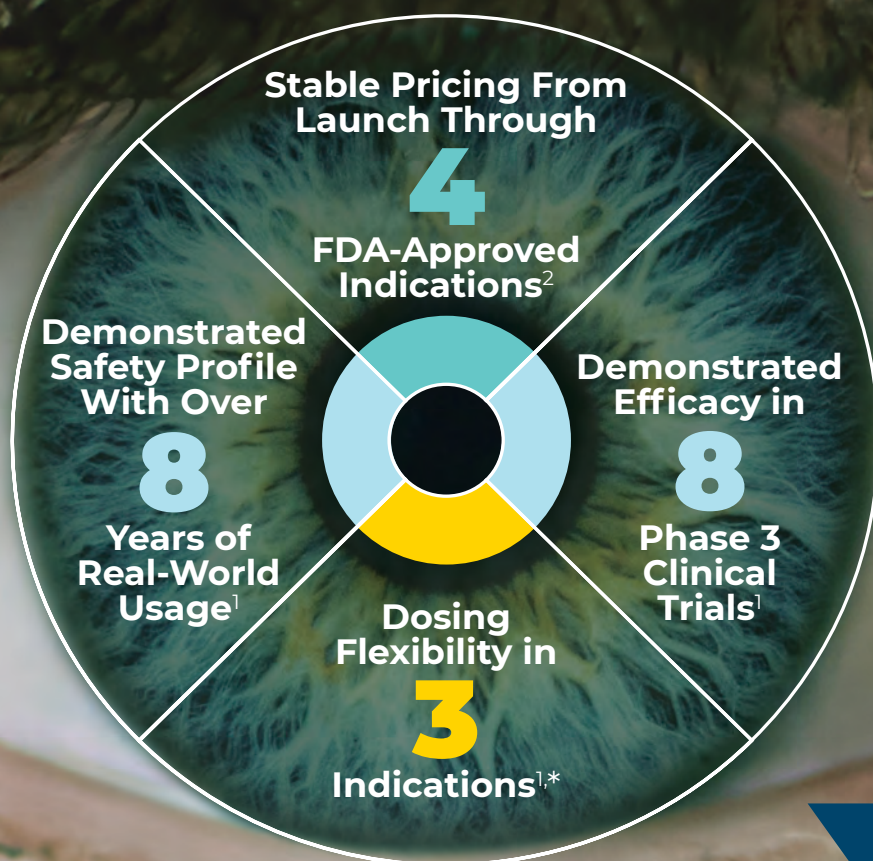 Stable Pricing From
Launch Through
4
FDA-Approved
Indications²
Demonstrated
Safety Profile
With Over
8
Years of
Real-World
Usage¹
Demonstrated
Efficacy in
8
Phase 3
Clinical
Trials¹
Dosing
Flexibility in
3
Indications¹,*